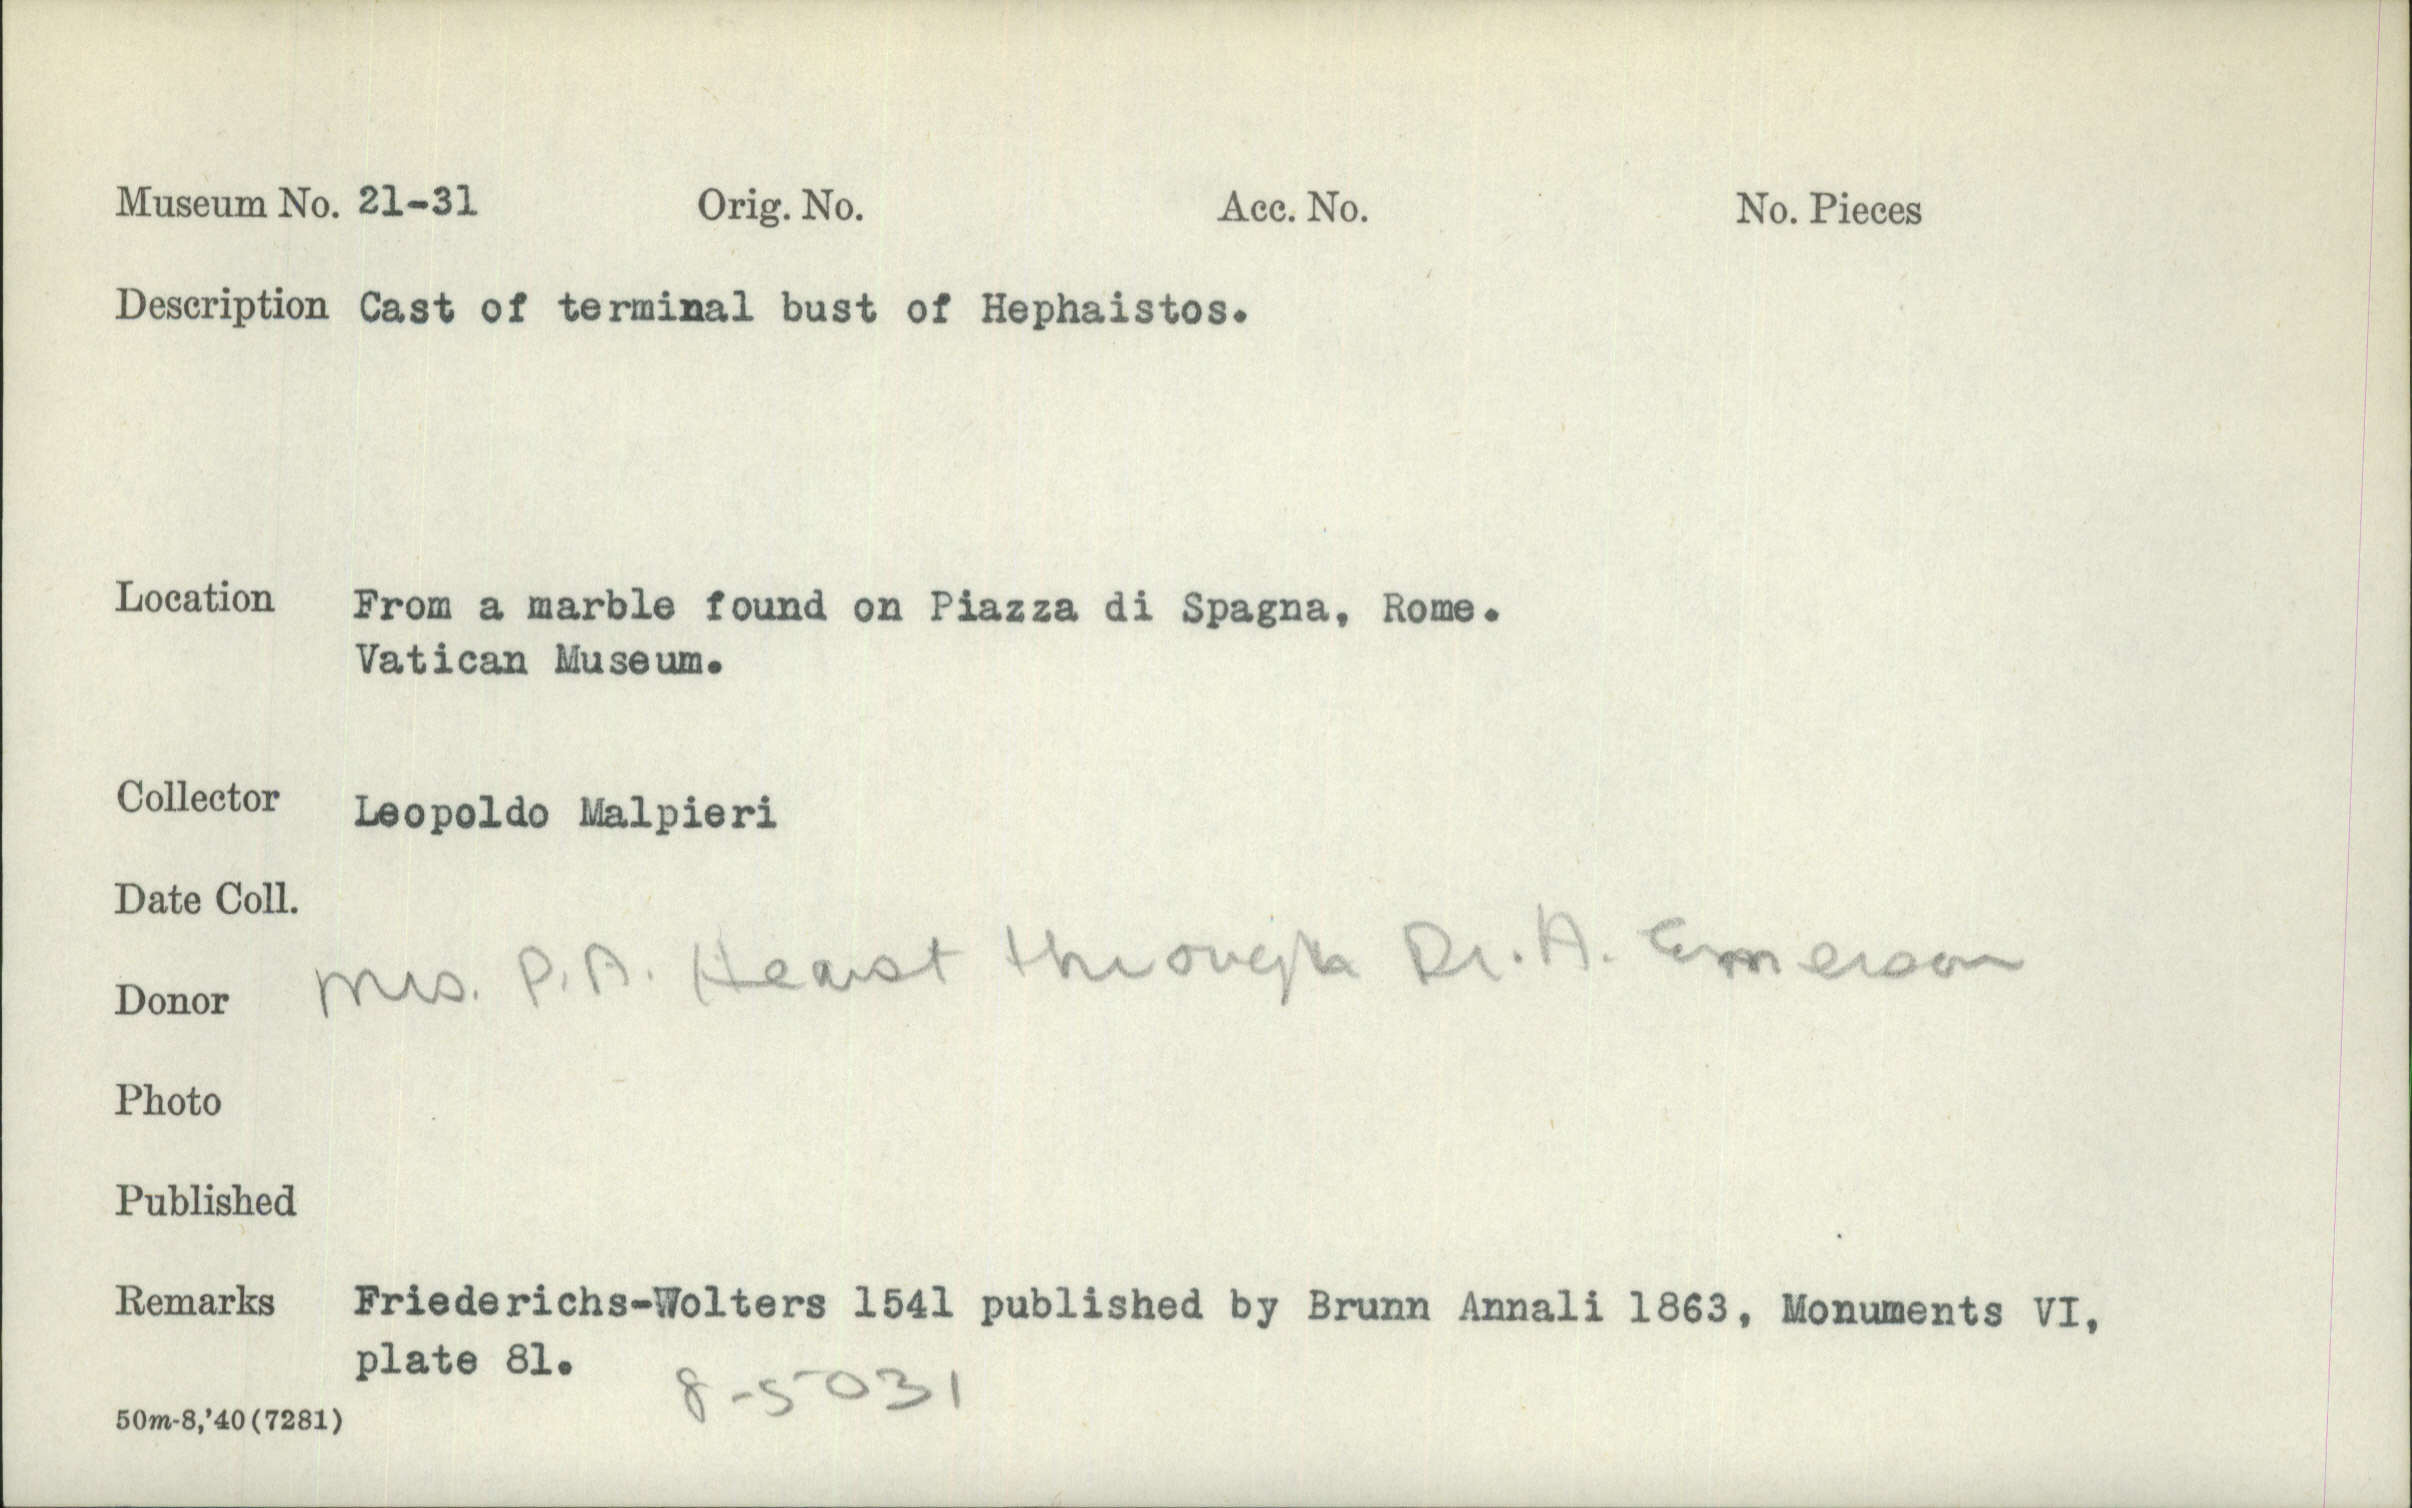 Museum No. 21-31 Orig. No. Acc. No. No. Pieces
Description Cast of terminal bust of Hephaistos.
Location From a marble found on Piazza di Spagna, Rome.
Vatican Museum.
Collector Leopoldo Malpieri
Date Coll.
Donor Mrs. P. A. Hearst through Dr. A. Emerson
Photo
Published
Remarks Friederichs-Wolters 1541 published by Brunn Annali 1863, Monuments VI,
plate 81.
8-5031
50m-8,'40(7281)